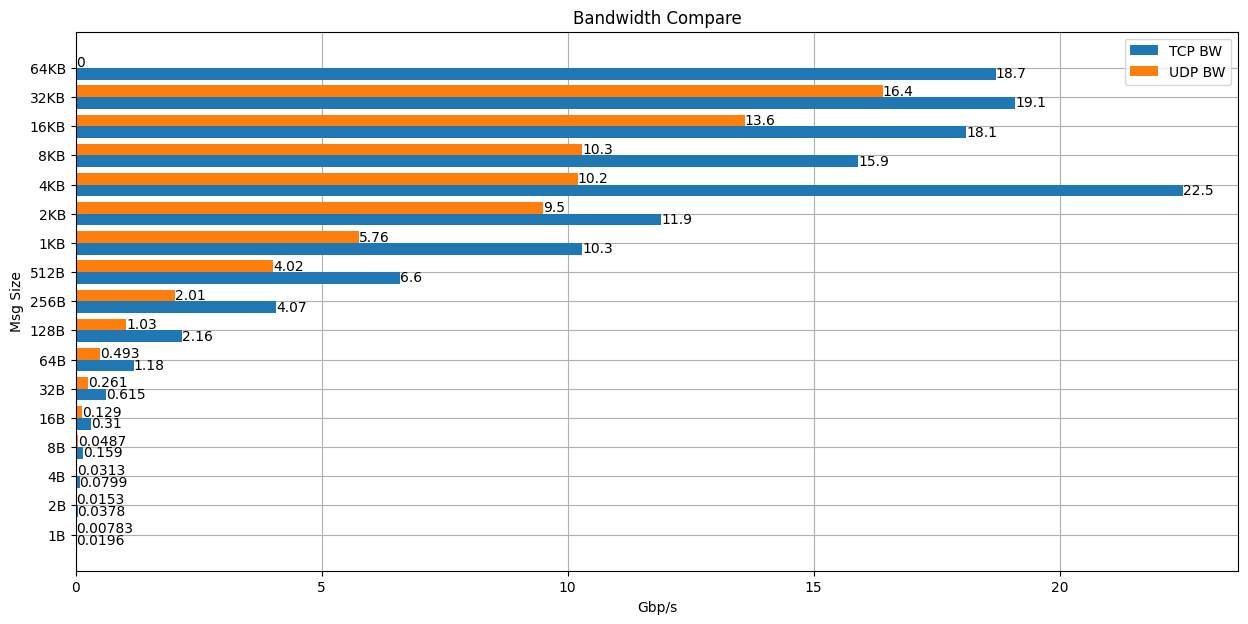 Bandwidth Compare
TCP BW
UDP BW
Msg Size
64KB
0
18.7
32KB
16.4
19.1
16KB
13.6
18.1
8KB
10.3
15.9
4KB
10.2
22.5
2KB
9.5
11.9
1KB
5.76
10.3
512B
4.02
6.6
256B
2.01
4.07
128B
1.03
2.16
64B
0.493
1.18
32B
0.261
0.615
16B
0.129
0.31
8B
0.0487
0.159
4B
0.0313
0.0799
2B
0.0153
0.0378
1B
0.00783
0.0196
0 5 10 15 20
Gbp/s